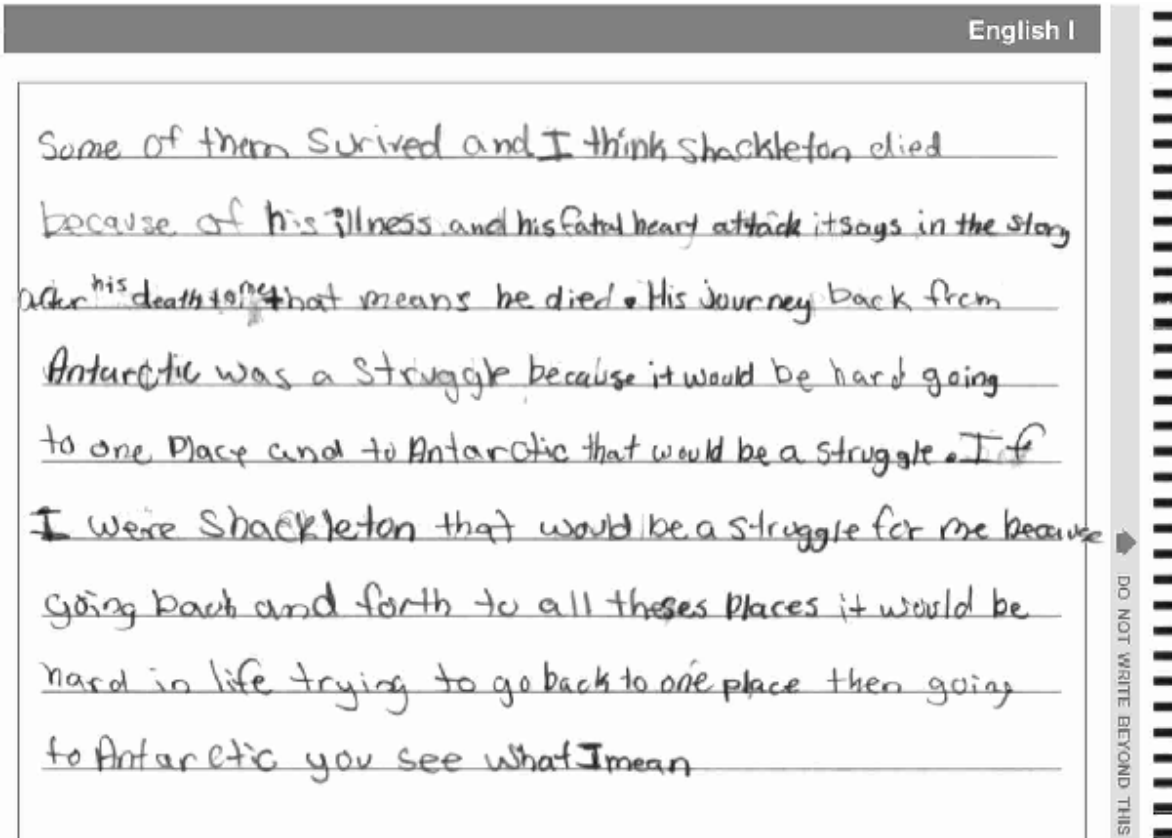 English I
Some of them Surived and I think shackleton died
because of his illness and his fatal heart attack it says in the story
after his death to me that means he died. His journey back from
Antarctic was a struggle because it would be hard going
to one place and to Antarctic that would be a struggle. If
I were Shackleton that would be a struggle for me because
going back and forth to all theses places it would be
hard in life trying to go back to one place then going
to Antarctic you see what I mean
DO NOT WRITE BEYOND THIS